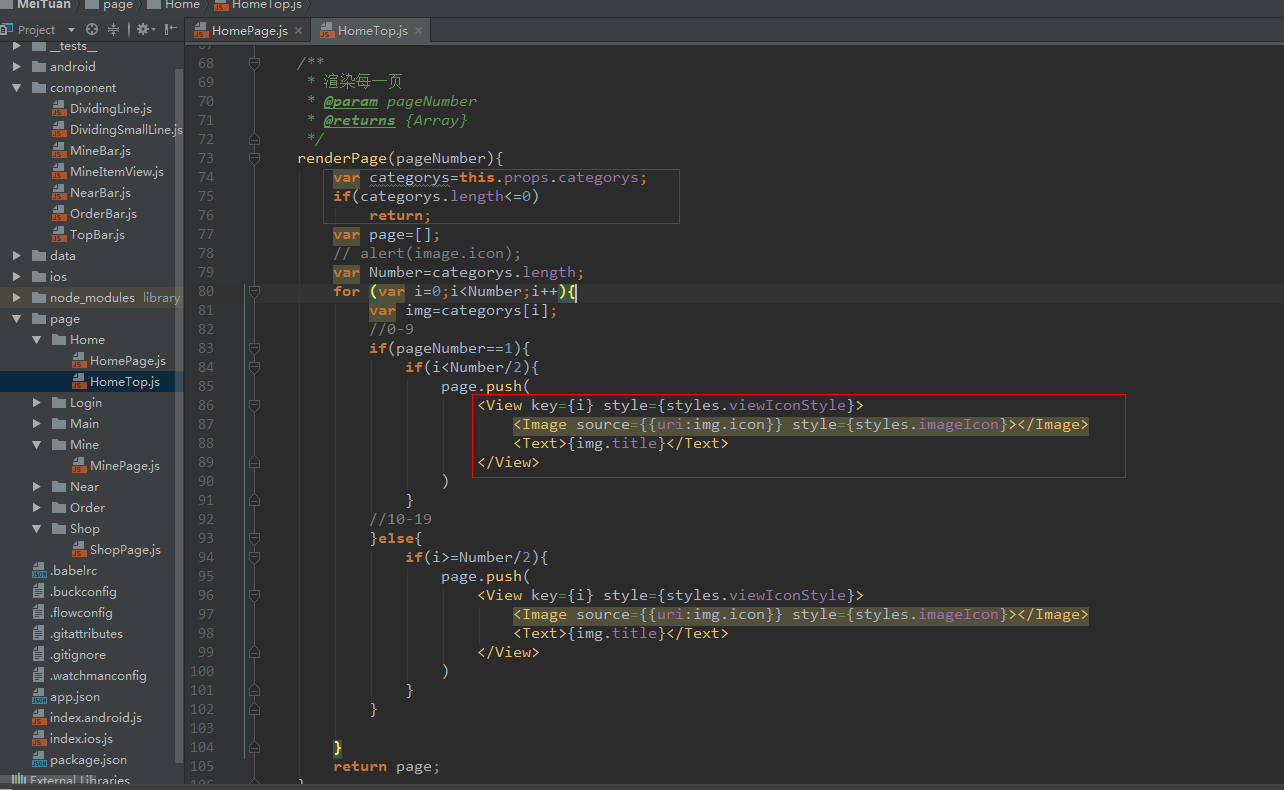 MeiTuan page Home HomeTop.js
Project
HomePage.js HomeTop.js
__tests__
android
component
DividingLine.js
DividingSmallLine.js
MineBar.js
MineItemView.js
NearBar.js
OrderBar.js
TopBar.js
data
ios
node_modules library
page
Home
HomePage.js
HomeTop.js
Login
Main
Mine
MinePage.js
Near
Order
Shop
ShopPage.js
.babelrc
.buckconfig
.flowconfig
.gitattributes
.gitignore
.watchmanconfig
app.json
index.android.js
index.ios.js
package.json
External Libraries
67
68 /**
69 * 渲染每一页
70 * @param pageNumber
71 * @returns {Array}
72 */
73 renderPage(pageNumber){
74 var categorys=this.props.categorys;
75 if(categorys.length<=0)
76 return;
77 var page=[];
78 // alert(image.icon);
79 var Number=categorys.length;
80 for (var i=0;i<Number;i++){
81 var img=categorys[i];
82 //0-9
83 if(pageNumber==1){
84 if(i<Number/2){
85 page.push(
86 <View key={i} style={styles.viewIconStyle}>
87 <Image source={{uri:img.icon}} style={styles.imageIcon}></Image>
88 <Text>{img.title}</Text>
89 </View>
90 )
91 }
92 //10-19
93 }else{
94 if(i>=Number/2){
95 page.push(
96 <View key={i} style={styles.viewIconStyle}>
97 <Image source={{uri:img.icon}} style={styles.imageIcon}></Image>
98 <Text>{img.title}</Text>
99 </View>
100 )
101 }
102 }
103
104 }
105 return page;
106 }